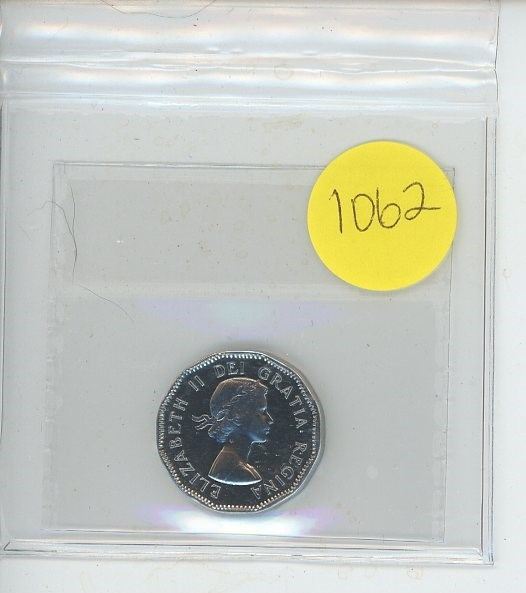 1062
ELIZABETH II DEI GRATIA · REGINA